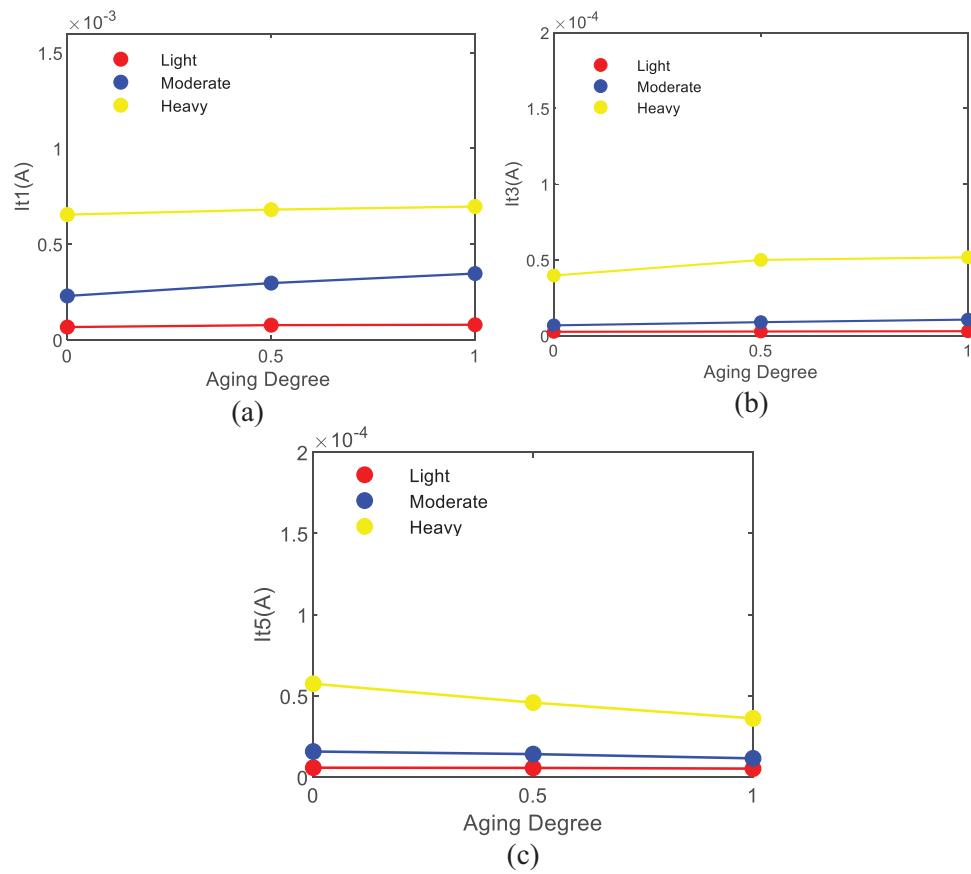 ×10⁻³
1.5
1
0.5
0
It1(A)
Light
Moderate
Heavy
0 0.5 1
Aging Degree
(a)
×10⁻⁴
2
1.5
1
0.5
0
It3(A)
Light
Moderate
Heavy
0 0.5 1
Aging Degree
(b)
×10⁻⁴
2
1.5
1
0.5
0
It5(A)
Light
Moderate
Heavy
0 0.5 1
Aging Degree
(c)